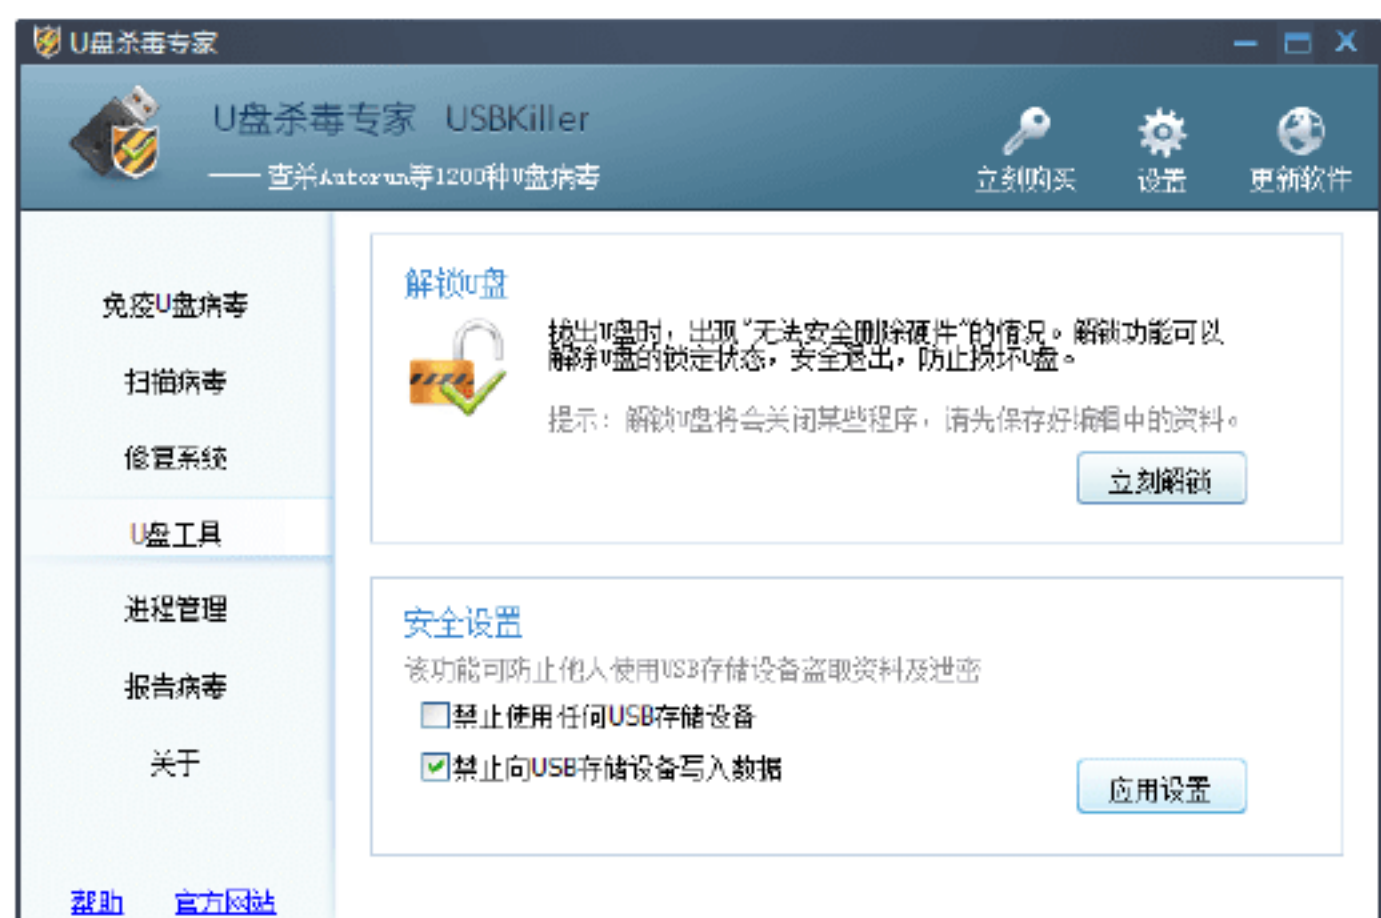 U盘杀毒专家
U盘杀毒专家 USBKiller
—— 查杀Autorun等1200种U盘病毒
立刻购买
设置
更新软件
免疫U盘病毒
扫描病毒
修复系统
U盘工具
进程管理
报告病毒
关于
帮助
官方网站
解锁U盘
拔出U盘时，出现“无法安全删除硬件”的情况。解锁功能可以
解除U盘的锁定状态，安全退出，防止损坏U盘。
提示：解锁U盘将会关闭某些程序，请先保存好编辑中的资料。
立刻解锁
安全设置
该功能可防止他人使用USB存储设备盗取资料及泄密
禁止使用任何USB存储设备
禁止向USB存储设备写入数据
应用设置